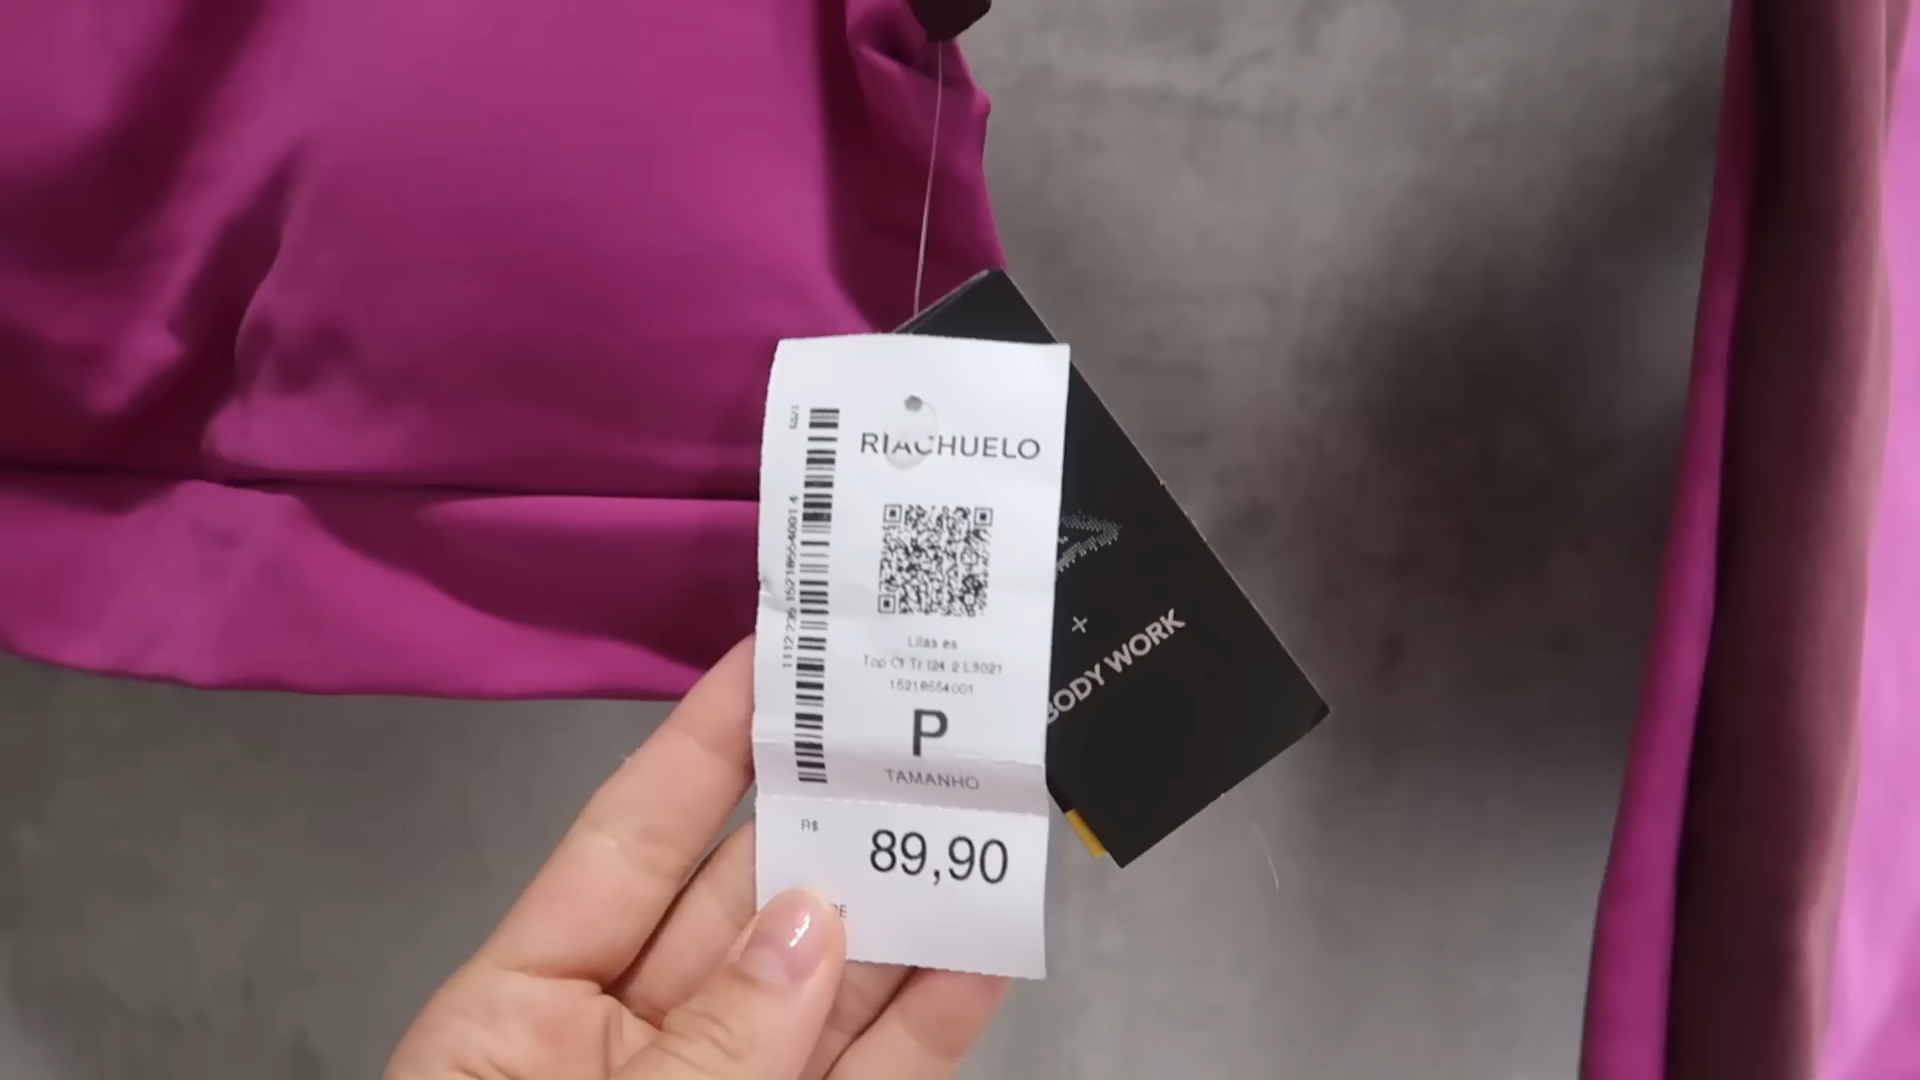 RIACHUELO
Lilas es
Top Ct Tr I24 2 L3021
15218554001
P
TAMANHO
R$
89,90
+
BODY WORK